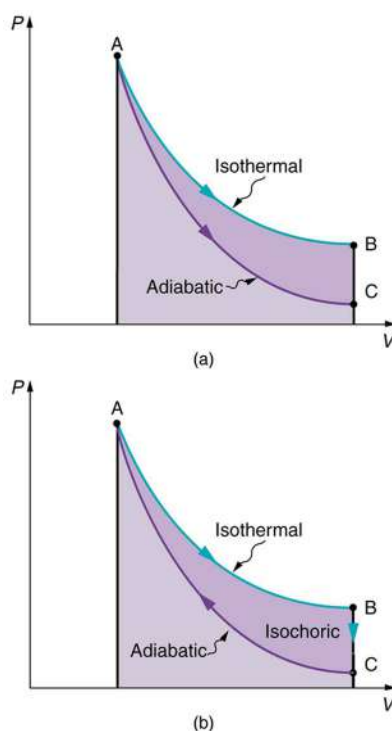 P
A
Isothermal
B
Adiabatic
C
V
(a)
P
A
Isothermal
B
Isochoric
Adiabatic
C
V
(b)